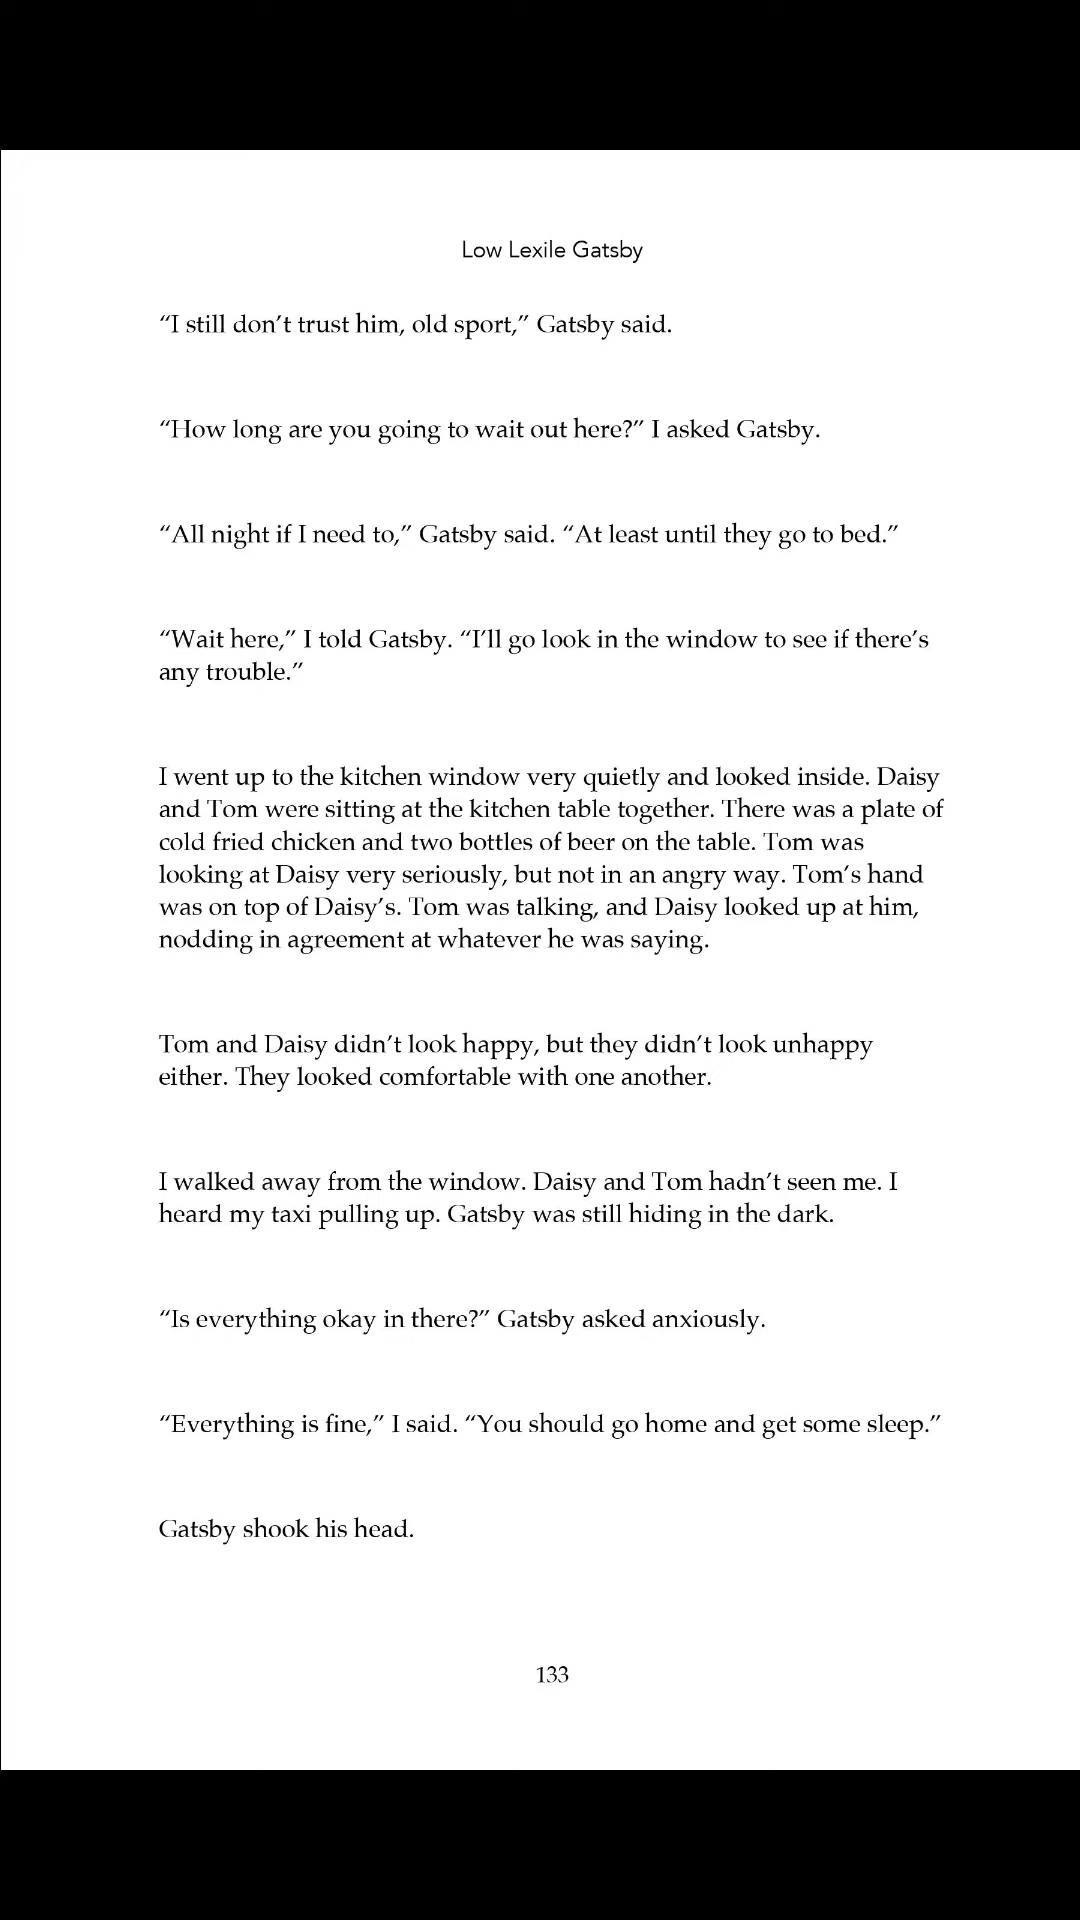 Low Lexile Gatsby
“I still don’t trust him, old sport,” Gatsby said.
“How long are you going to wait out here?” I asked Gatsby.
“All night if I need to,” Gatsby said. “At least until they go to bed.”
“Wait here,” I told Gatsby. “I’ll go look in the window to see if there’s
any trouble.”
I went up to the kitchen window very quietly and looked inside. Daisy
and Tom were sitting at the kitchen table together. There was a plate of
cold fried chicken and two bottles of beer on the table. Tom was
looking at Daisy very seriously, but not in an angry way. Tom’s hand
was on top of Daisy’s. Tom was talking, and Daisy looked up at him,
nodding in agreement at whatever he was saying.
Tom and Daisy didn’t look happy, but they didn’t look unhappy
either. They looked comfortable with one another.
I walked away from the window. Daisy and Tom hadn’t seen me. I
heard my taxi pulling up. Gatsby was still hiding in the dark.
“Is everything okay in there?” Gatsby asked anxiously.
“Everything is fine,” I said. “You should go home and get some sleep.”
Gatsby shook his head.
133